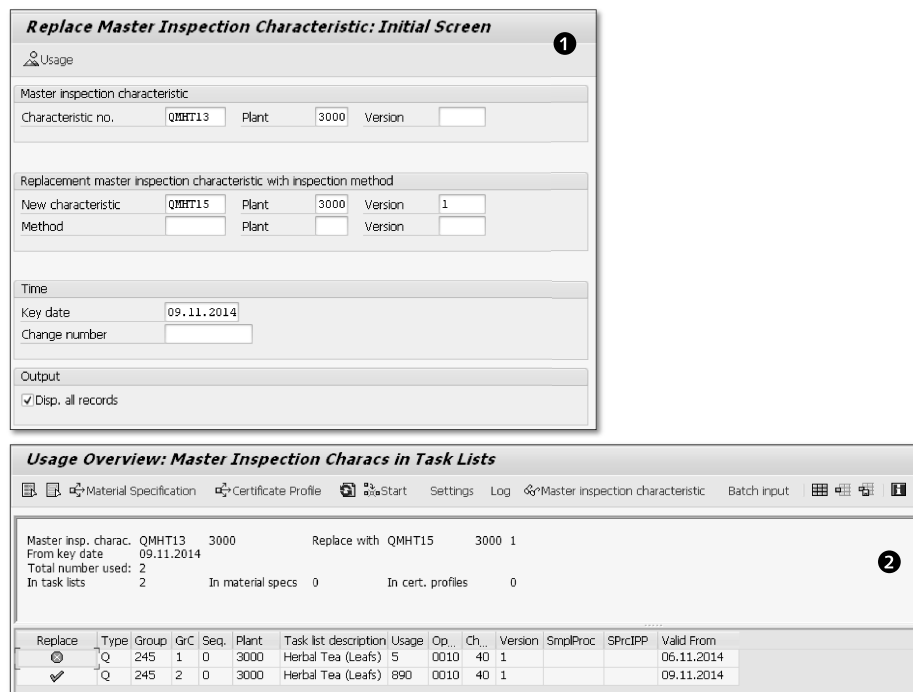 Replace Master Inspection Characteristic: Initial Screen
1
Usage
Master inspection characteristic
Characteristic no. QMHT13 Plant 3000 Version
Replacement master inspection characteristic with inspection method
New characteristic QMHT15 Plant 3000 Version 1
Method Plant Version
Time
Key date 09.11.2014
Change number
Output
Disp. all records
Usage Overview: Master Inspection Characs in Task Lists
Material Specification Certificate Profile Start Settings Log Master inspection characteristic Batch input
2
Master insp. charac. QMHT13 3000 Replace with QMHT15 3000 1
From key date 09.11.2014
Total number used: 2
In task lists 2 In material specs 0 In cert. profiles 0
Replace Type Group GrC Seq. Plant Task list description Usage Op... Ch... Version SmplProc SPrcIPP Valid From
Q 245 1 0 3000 Herbal Tea (Leafs) 5 0010 40 1 06.11.2014
Q 245 2 0 3000 Herbal Tea (Leafs) 890 0010 40 1 09.11.2014